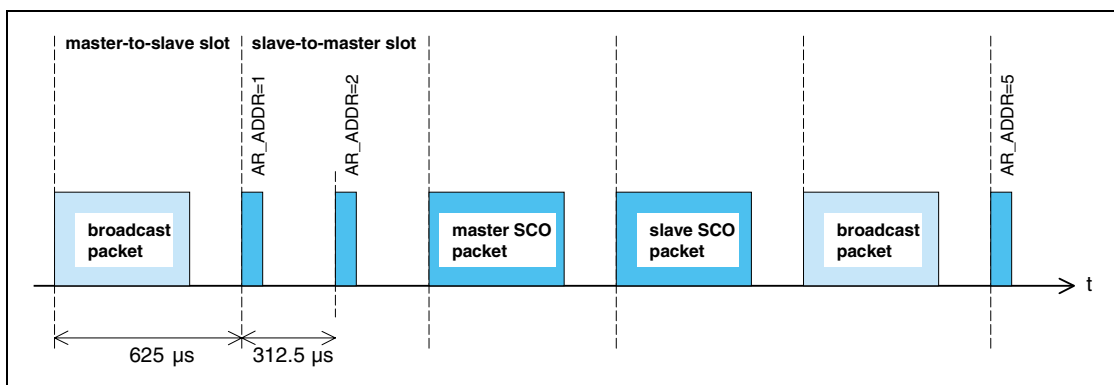 master-to-slave slot
slave-to-master slot
AR_ADDR=1
AR_ADDR=2
AR_ADDR=5
broadcast
packet
master SCO
packet
slave SCO
packet
broadcast
packet
t
625 µs
312.5 µs